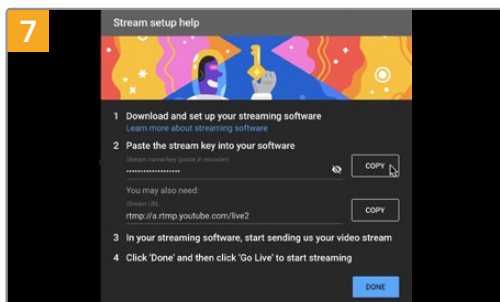 7
Stream setup help
1 Download and set up your streaming software
Learn more about streaming software
2 Paste the stream key into your software
Stream name/key (paste in encoder)
••••••••••••••••••• COPY
You may also need:
Stream URL
rtmp://a.rtmp.youtube.com/live2 COPY
3 In your streaming software, start sending us your video stream
4 Click 'Done' and then click 'Go Live' to start streaming
DONE